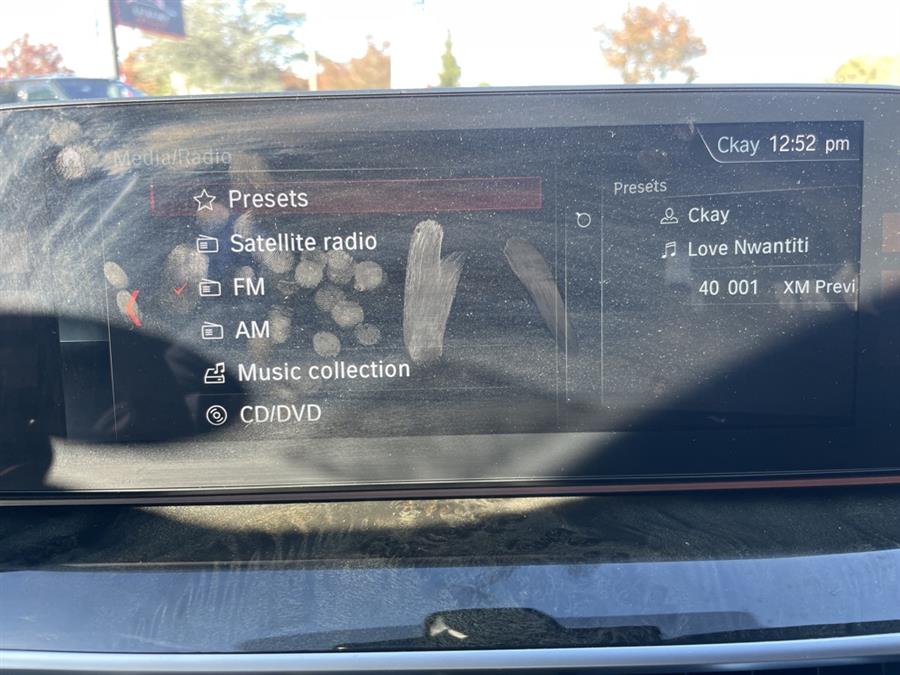 Media/Radio
Presets
Satellite radio
FM
AM
Music collection
CD/DVD
Ckay 12:52 pm
Presets
Ckay
Love Nwantiti
40 001 XM Previ